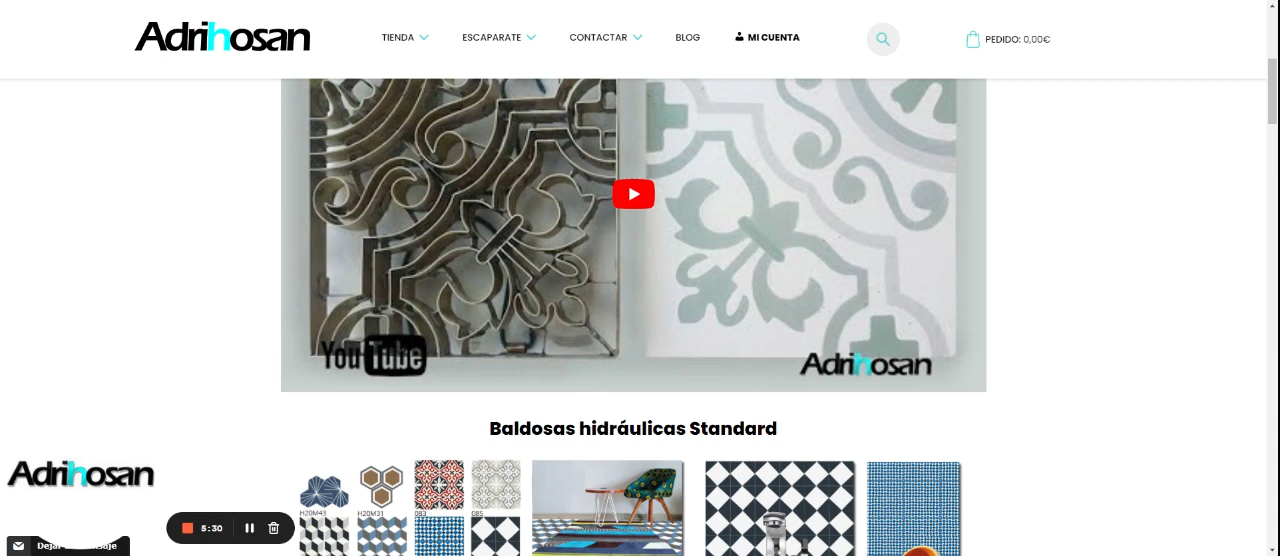 Adrihosan
TIENDA
ESCAPARATE
CONTACTAR
BLOG
MI CUENTA
PEDIDO: 0,00€
YouTube
Adrihosan
Baldosas hidráulicas Standard
Adrihosan
H20M43
H20M31
083
085
5:30
Dejar